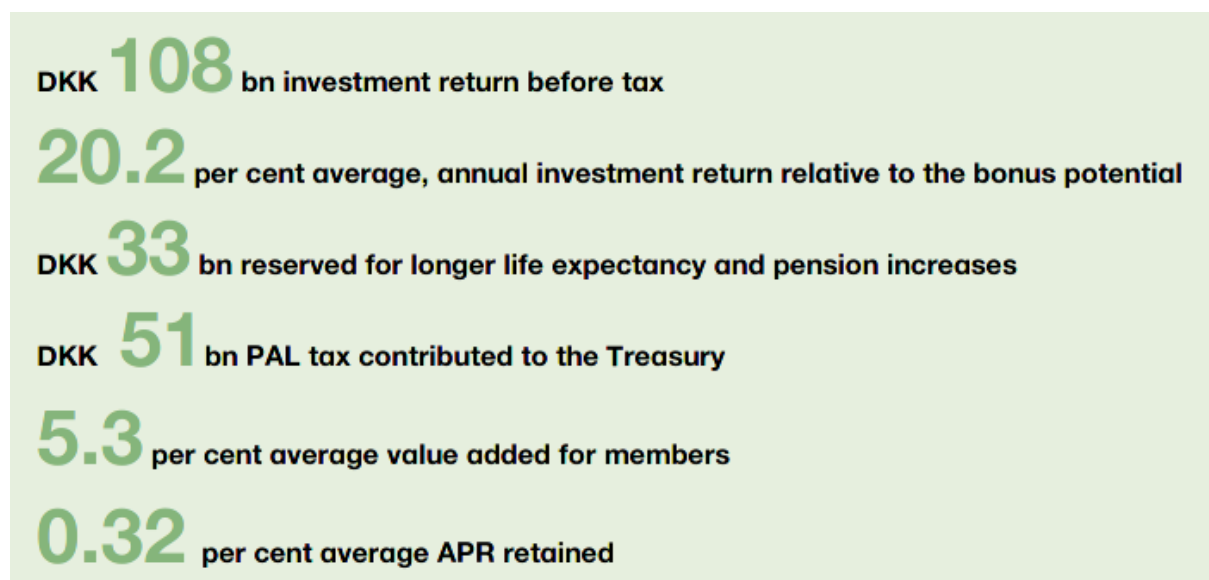 DKK 108 bn investment return before tax
20.2 per cent average, annual investment return relative to the bonus potential
DKK 33 bn reserved for longer life expectancy and pension increases
DKK 51 bn PAL tax contributed to the Treasury
5.3 per cent average value added for members
0.32 per cent average APR retained